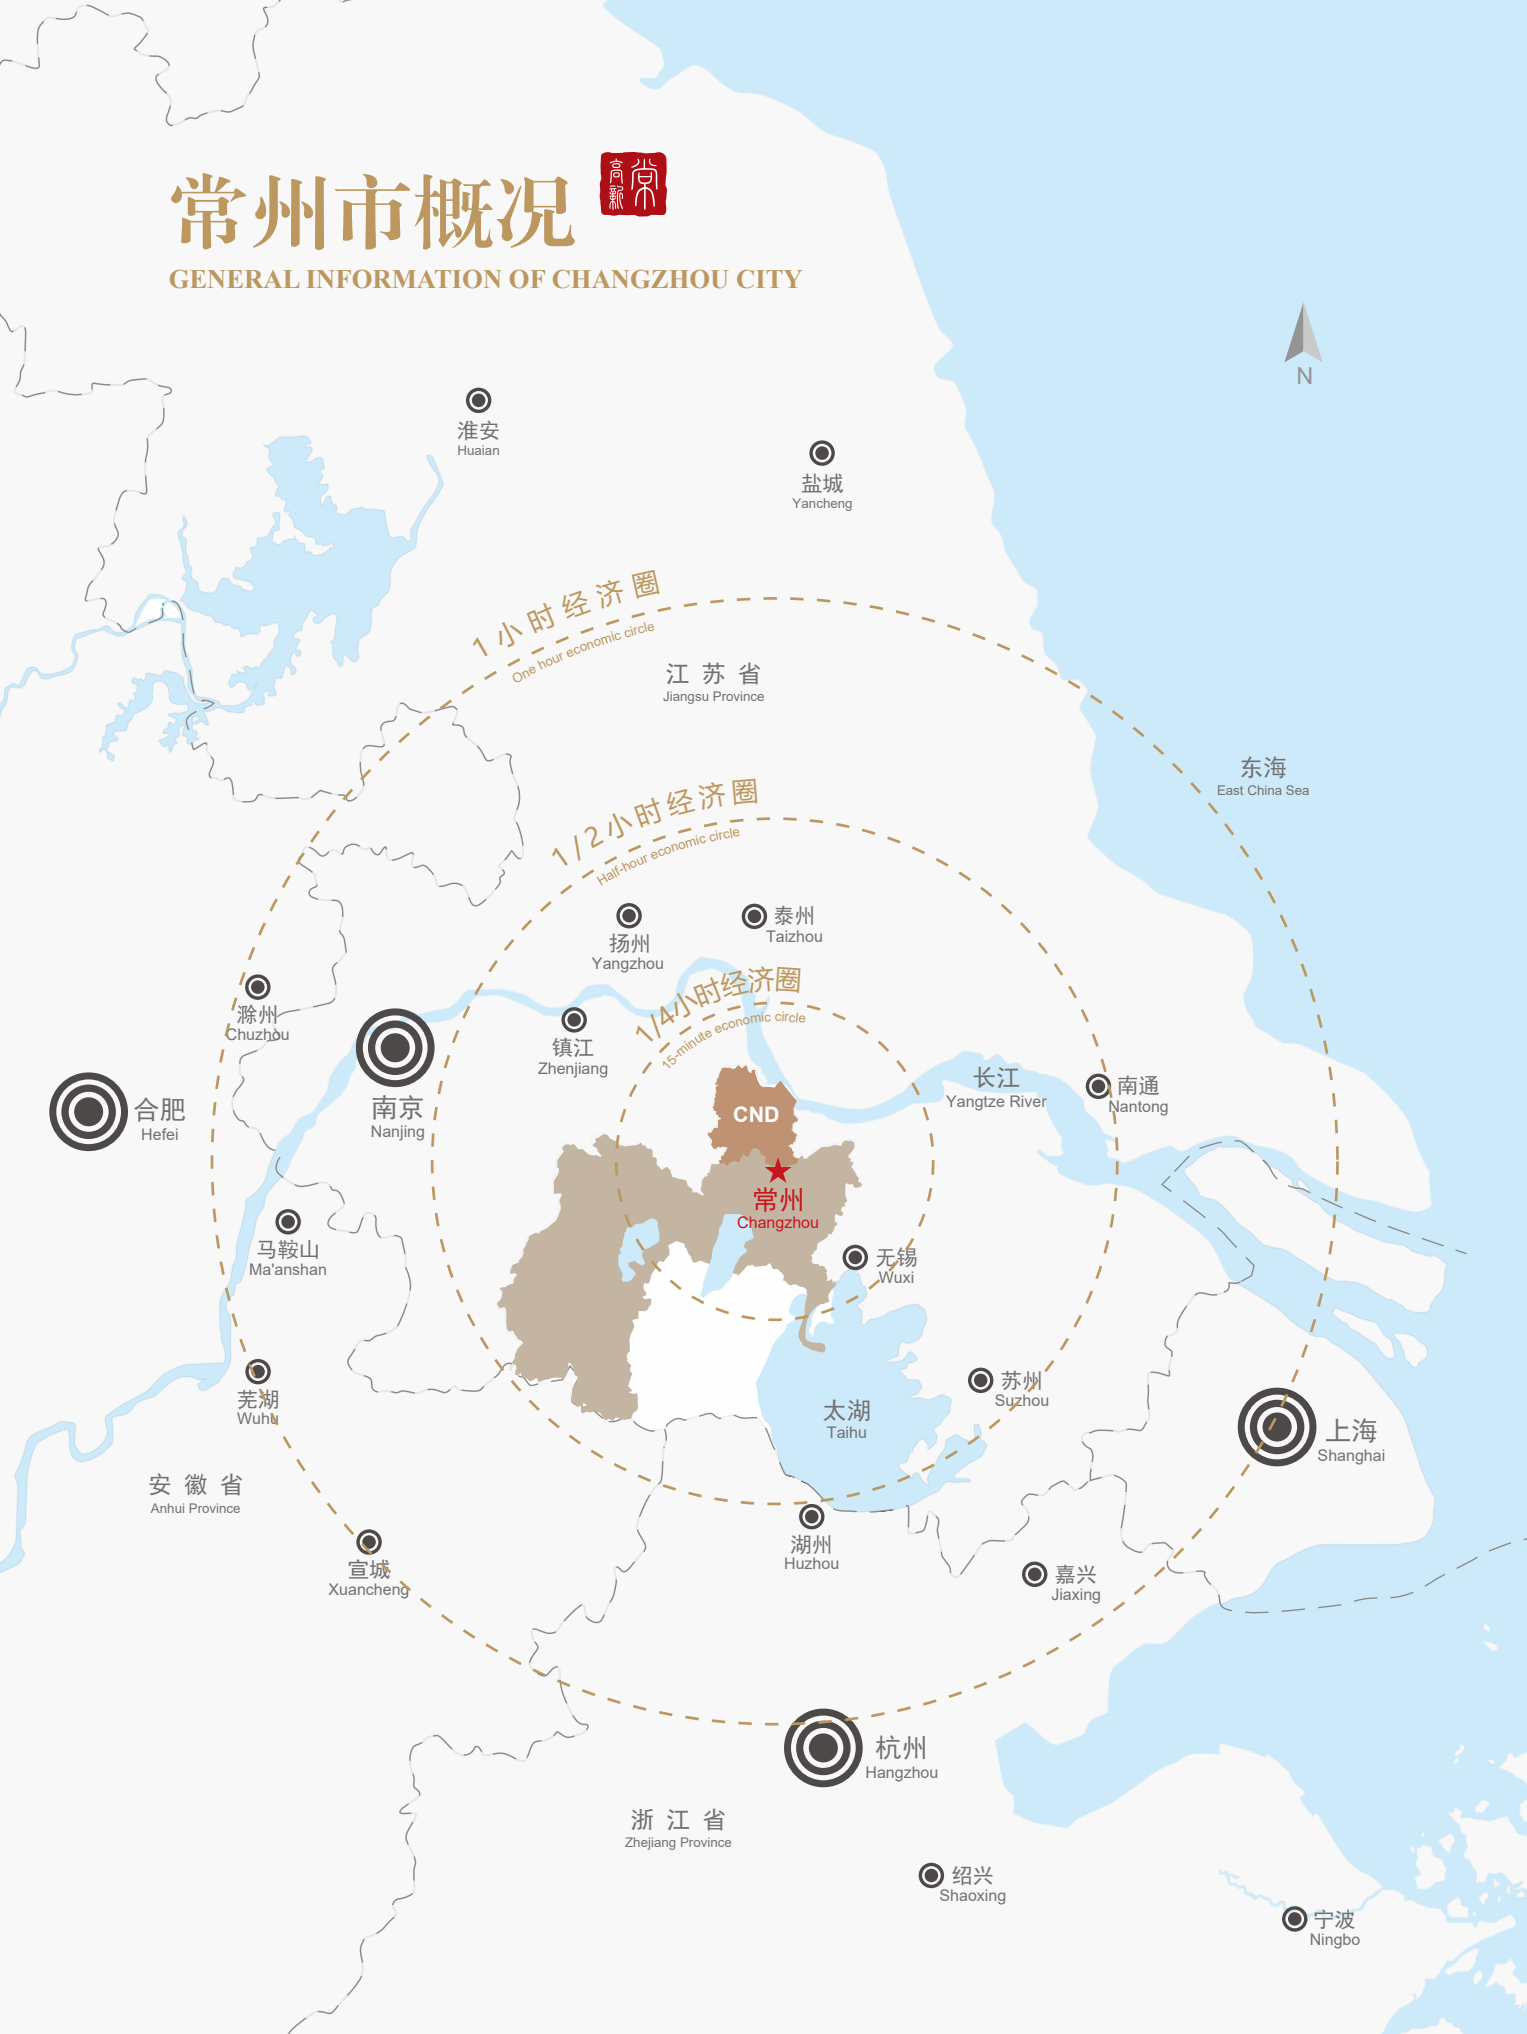 常州市概况
常
高新
GENERAL INFORMATION OF CHANGZHOU CITY
N
淮安
Huaian
盐城
Yancheng
1小时经济圈
One hour economic circle
江苏省
Jiangsu Province
东海
East China Sea
1/2小时经济圈
Half-hour economic circle
扬州
Yangzhou
泰州
Taizhou
1/4小时经济圈
15-minute economic circle
滁州
Chuzhou
镇江
Zhenjiang
合肥
Hefei
南京
Nanjing
CND
长江
Yangtze River
南通
Nantong
常州
Changzhou
马鞍山
Ma'anshan
无锡
Wuxi
芜湖
Wuhu
太湖
Taihu
苏州
Suzhou
上海
Shanghai
安徽省
Anhui Province
宣城
Xuancheng
湖州
Huzhou
嘉兴
Jiaxing
杭州
Hangzhou
浙江省
Zhejiang Province
绍兴
Shaoxing
宁波
Ningbo